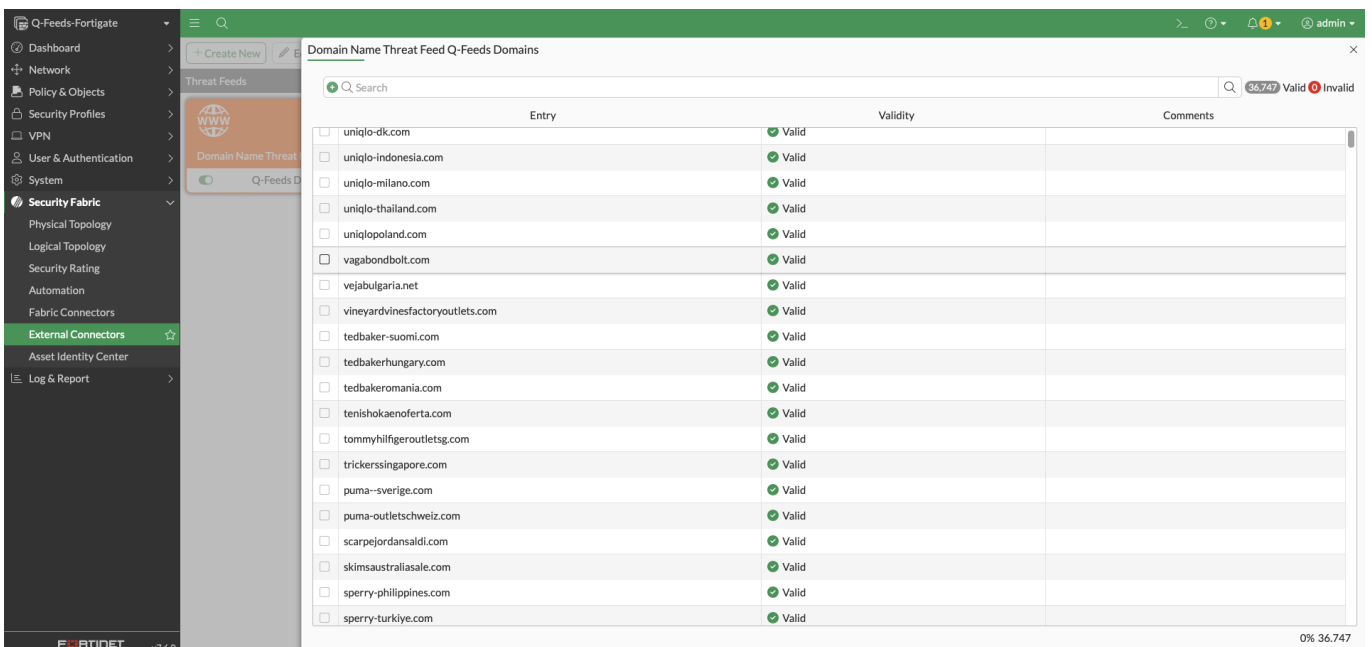 Q-Feeds-Fortigate
1
admin
Dashboard
Network
Policy & Objects
Security Profiles
VPN
User & Authentication
System
Security Fabric
Physical Topology
Logical Topology
Security Rating
Automation
Fabric Connectors
External Connectors
Asset Identity Center
Log & Report
FORTINET
+ Create New
Threat Feeds
WWW
Domain Name Threat
Q-Feeds D
Domain Name Threat Feed Q-Feeds Domains
Search
36,747 Valid 0 Invalid
Entry Validity Comments
uniqlo-dk.com Valid
uniqlo-indonesia.com Valid
uniqlo-milano.com Valid
uniqlo-thailand.com Valid
uniqlopoland.com Valid
vagabondbolt.com Valid
vejabulgaria.net Valid
vineyardvinesfactoryoutlets.com Valid
tedbaker-suomi.com Valid
tedbakerhungary.com Valid
tedbakeromania.com Valid
tenishokaenoferta.com Valid
tommyhilfigeroutletsg.com Valid
trickerssingapore.com Valid
puma--sverige.com Valid
puma-outletschweiz.com Valid
scarpejordansaldi.com Valid
skimsaustraliasale.com Valid
sperry-philippines.com Valid
sperry-turkiye.com Valid
0% 36.747